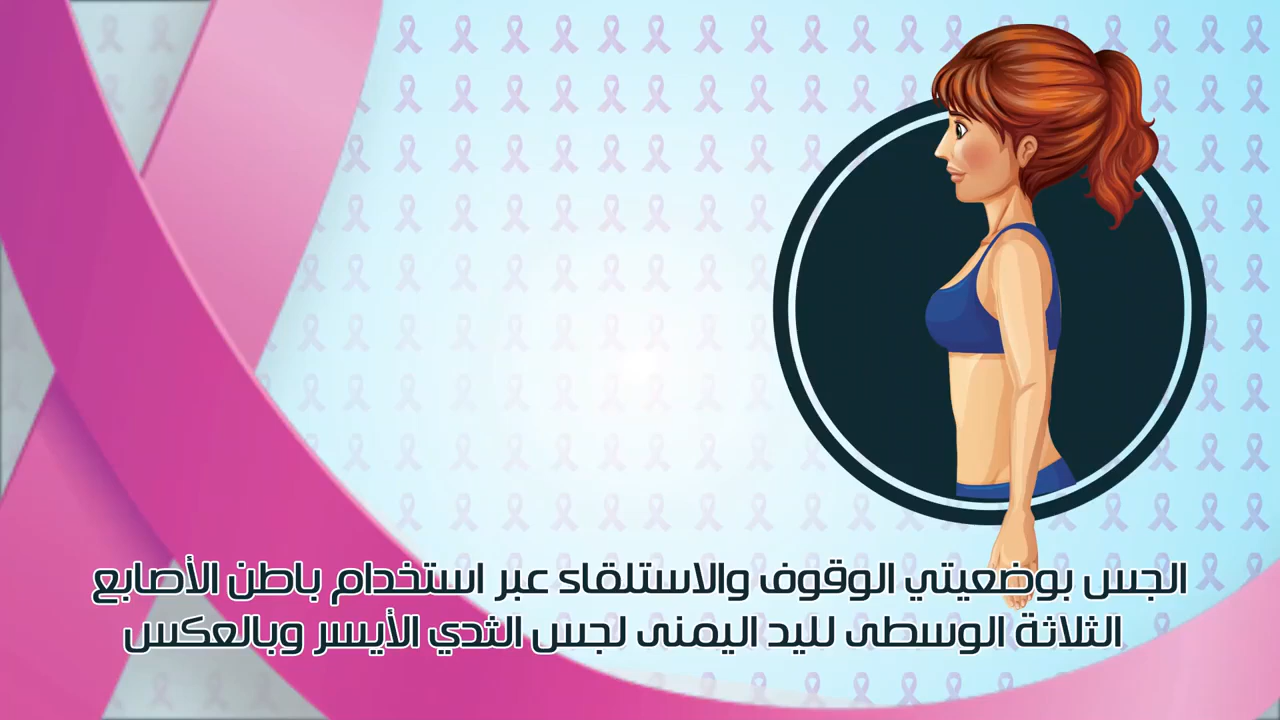 الجس بوضعيتي الوقوف والاستلقاء عبر استخدام باطن الأصابع
الثلاثة الوسطى لليد اليمنى لجس الثدي الأيسر وبالعكس